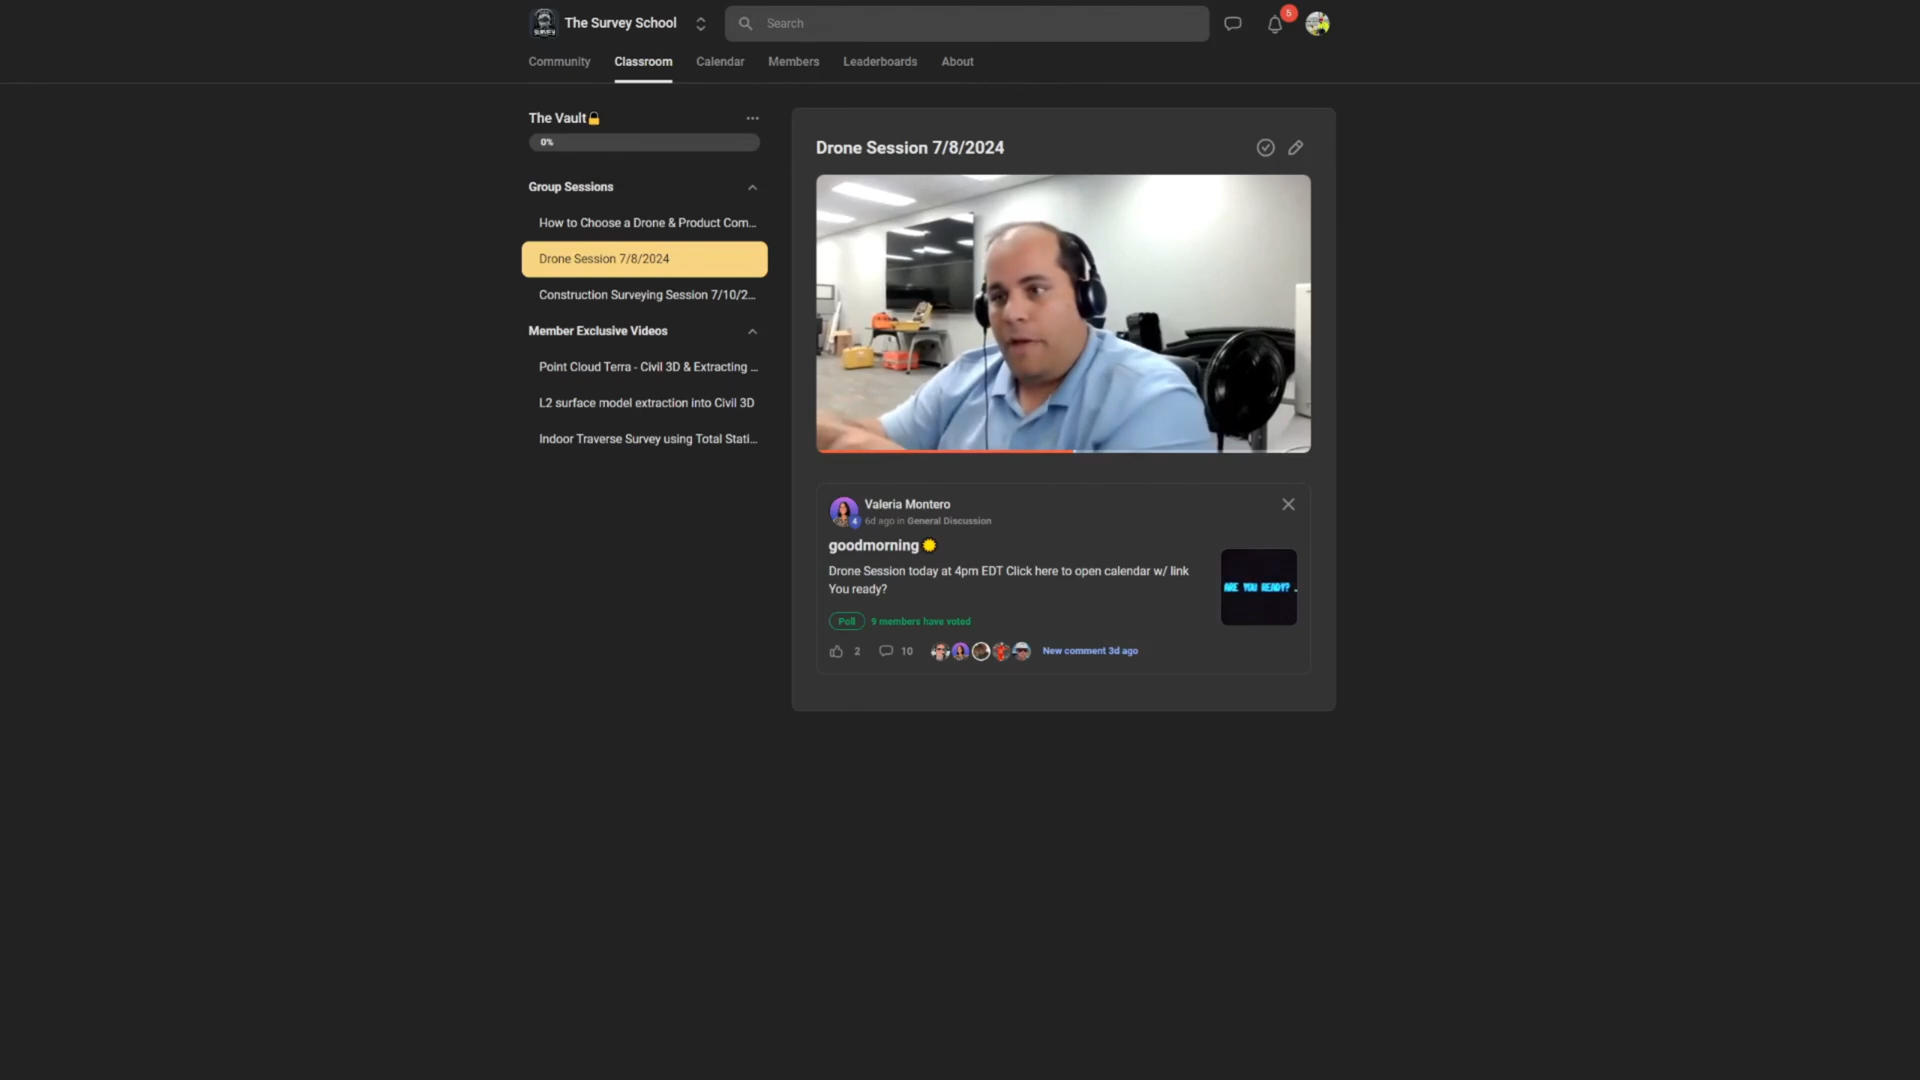 The Survey School
Search
5
Community
Classroom
Calendar
Members
Leaderboards
About
The Vault
0%
Group Sessions
How to Choose a Drone & Product Com...
Drone Session 7/8/2024
Construction Surveying Session 7/10/2...
Member Exclusive Videos
Point Cloud Terra - Civil 3D & Extracting ...
L2 surface model extraction into Civil 3D
Indoor Traverse Survey using Total Stati...
Drone Session 7/8/2024
Valeria Montero
4
6d ago in General Discussion
goodmorning
Drone Session today at 4pm EDT Click here to open calendar w/ link
You ready?
ARE YOU READY? .
Poll
9 members have voted
2
10
New comment 3d ago